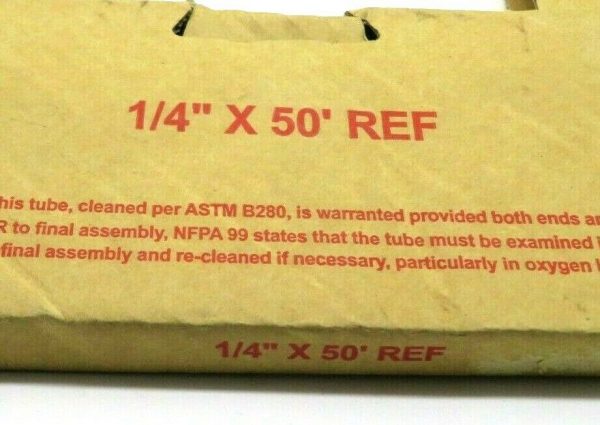 1/4" X 50' REF
his tube, cleaned per ASTM B280, is warranted provided both ends a
R to final assembly, NFPA 99 states that the tube must be examined
final assembly and re-cleaned if necessary, particularly in oxygen
1/4" X 50' REF